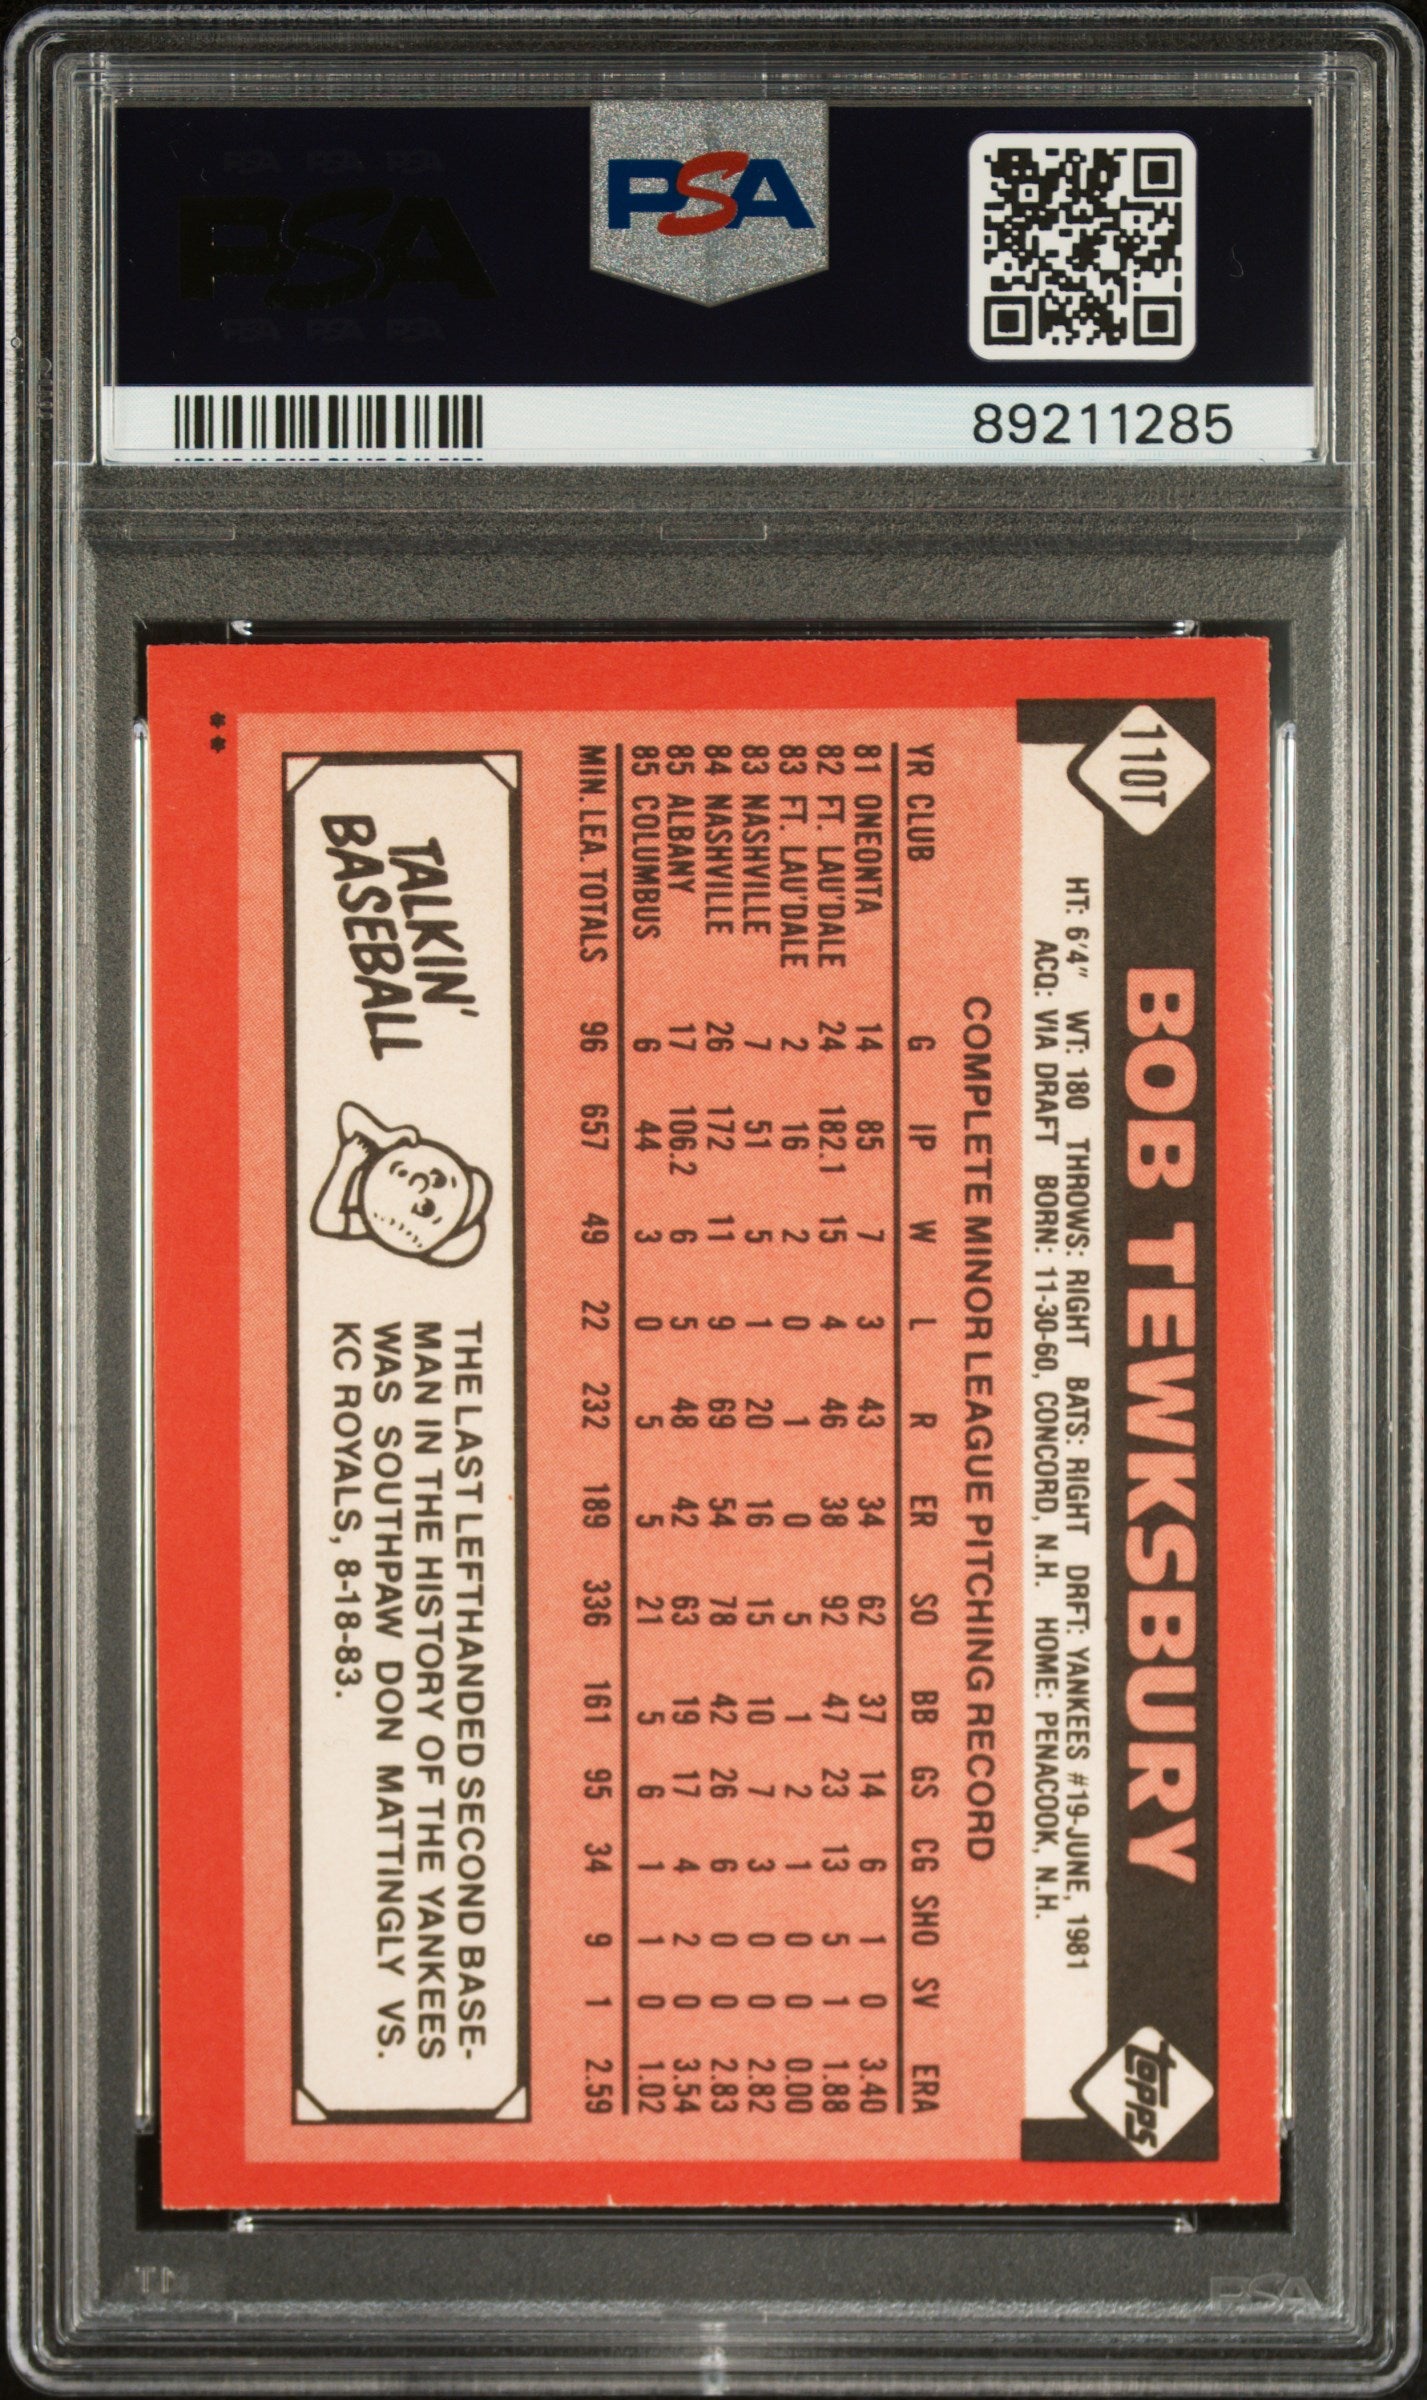 PSA PSA PSA
PSA
PSA PSA PSA
PSA
89211285
110T
BOB TEWKSBURY
topps
HT: 6'4" WT: 180 THROWS: RIGHT BATS: RIGHT DRFT: YANKEES #19-JUNE, 1981
ACQ: VIA DRAFT BORN: 11-30-60, CONCORD, N.H. HOME: PENACOOK, N.H.
COMPLETE MINOR LEAGUE PITCHING RECORD
YR CLUB G IP W L R ER SO BB GS CG SHO SV ERA
81 ONEONTA 14 85 7 3 43 34 62 37 14 6 1 0 3.40
82 FT. LAU'DALE 24 182.1 15 4 46 38 92 47 23 13 5 1 1.88
83 FT. LAU'DALE 2 16 2 0 1 0 5 1 2 1 0 0 0.00
83 NASHVILLE 7 51 5 1 20 16 15 10 7 3 0 0 2.82
84 NASHVILLE 26 172 11 9 69 54 78 42 26 6 0 0 2.83
85 ALBANY 17 106.2 6 5 48 42 63 19 17 4 2 0 3.54
85 COLUMBUS 6 44 3 0 5 5 21 5 6 1 1 0 1.02
MIN. LEA. TOTALS 96 657 49 22 232 189 336 161 95 34 9 1 2.59
TALKIN'
BASEBALL
THE LAST LEFTHANDED SECOND BASE-
MAN IN THE HISTORY OF THE YANKEES
WAS SOUTHPAW DON MATTINGLY VS.
KC ROYALS, 8-18-83.
**
PSA